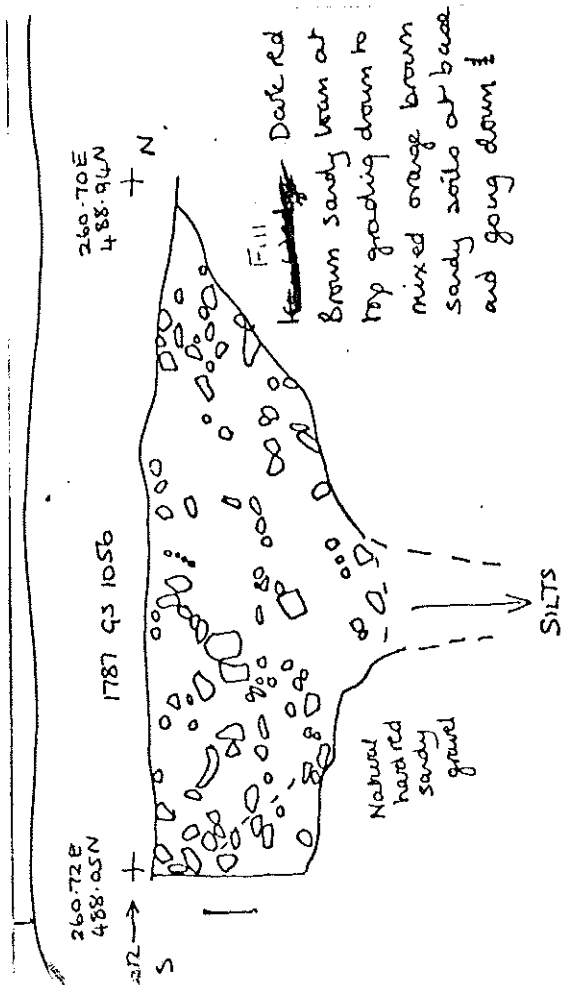 260.72E
488.05N
S
1787 GS 1056
260.70E
488.94N
N
Fill
Dark red
Brown sandy loam at
top grading down to
mixed orange brown
sandy soils at base
and going down
Natural
hard red
sandy
gravel
SILTS